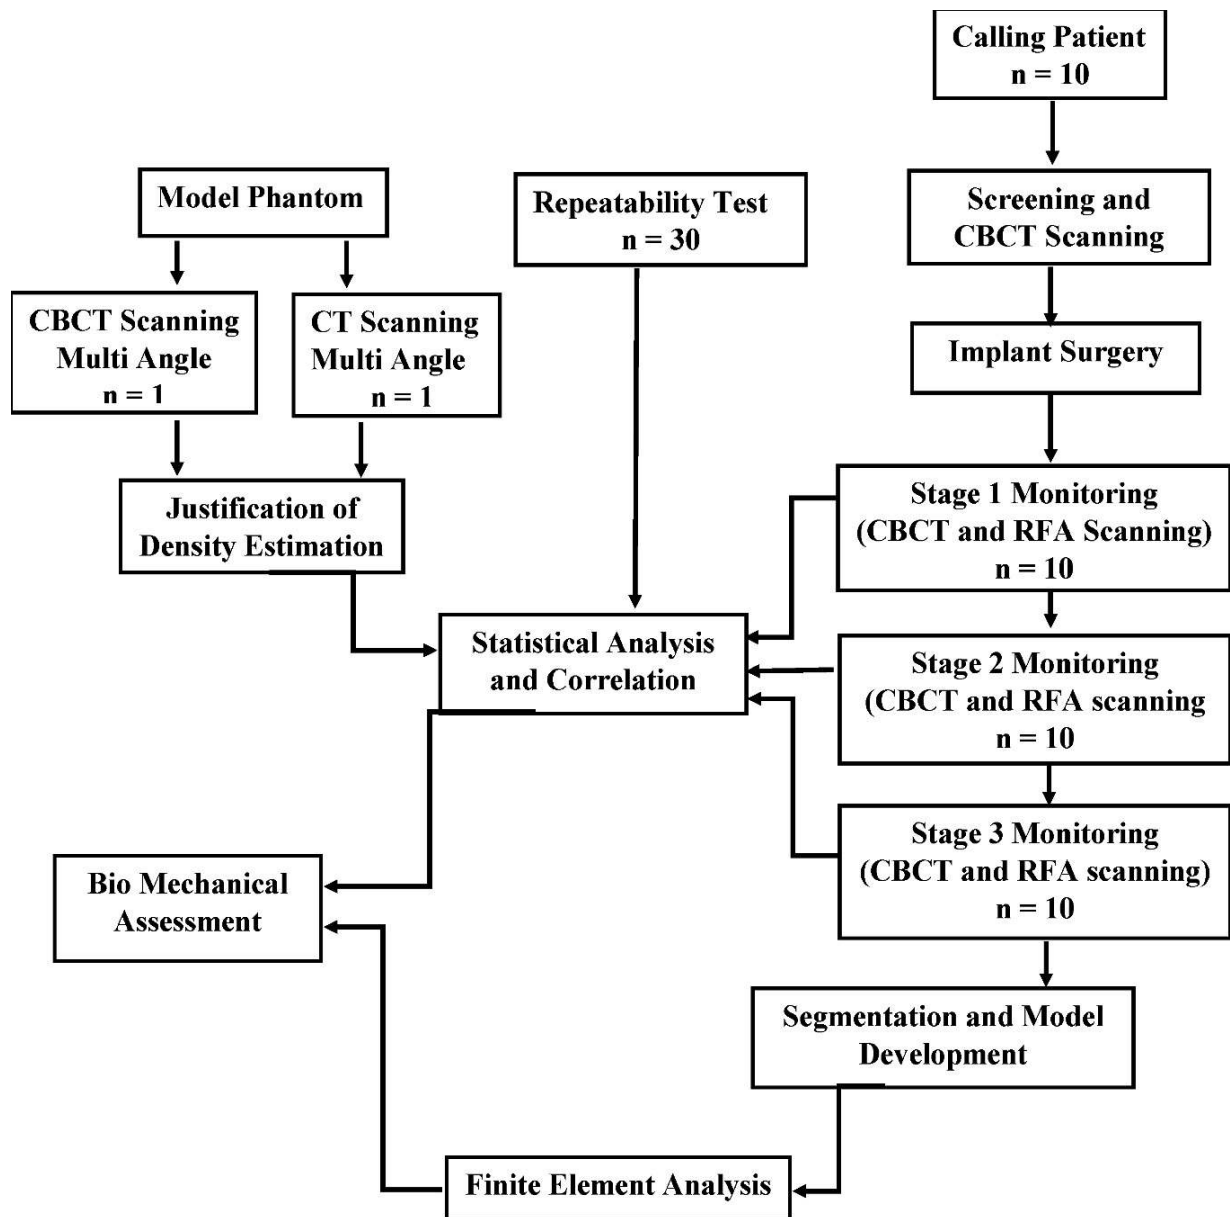 Calling Patient
n = 10
Model Phantom
Repeatability Test
n = 30
Screening and
CBCT Scanning
CBCT Scanning
Multi Angle
n = 1
CT Scanning
Multi Angle
n = 1
Implant Surgery
Justification of
Density Estimation
Stage 1 Monitoring
(CBCT and RFA Scanning)
n = 10
Statistical Analysis
and Correlation
Stage 2 Monitoring
(CBCT and RFA scanning
n = 10
Stage 3 Monitoring
(CBCT and RFA scanning)
n = 10
Bio Mechanical
Assessment
Segmentation and Model
Development
Finite Element Analysis